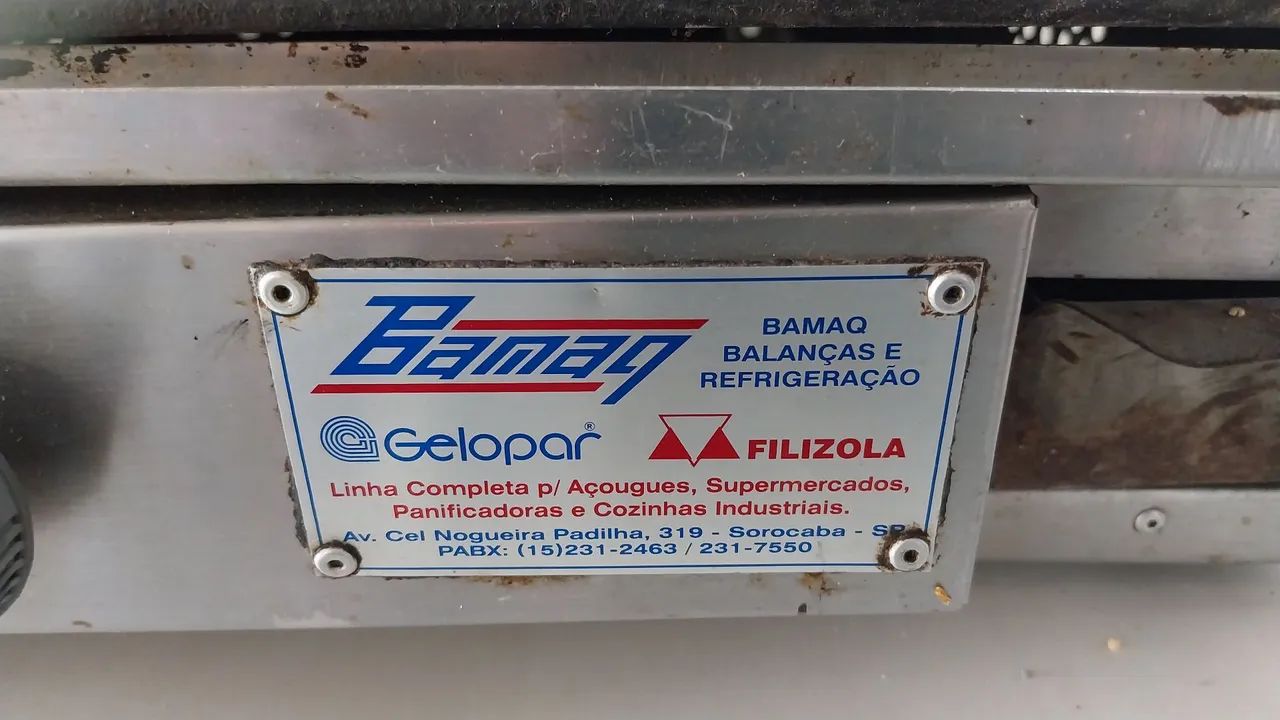 Bamaq
BAMAQ
BALANÇAS E
REFRIGERAÇÃO
Gelopar®
FILIZOLA
Linha Completa p/ Açougues, Supermercados,
Panificadoras e Cozinhas Industriais.
Av. Cel Nogueira Padilha, 319 - Sorocaba - SP
PABX: (15)231-2463 / 231-7550